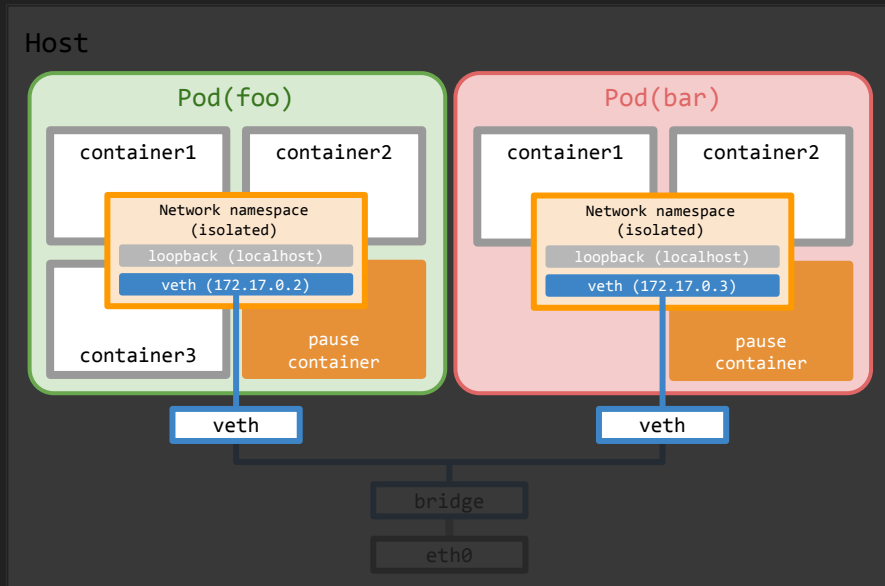 Host
Pod(foo)
container1
container2
Network namespace
(isolated)
loopback (localhost)
veth (172.17.0.2)
container3
pause
container
veth
Pod(bar)
container1
container2
Network namespace
(isolated)
loopback (localhost)
veth (172.17.0.3)
pause
container
veth
bridge
eth0